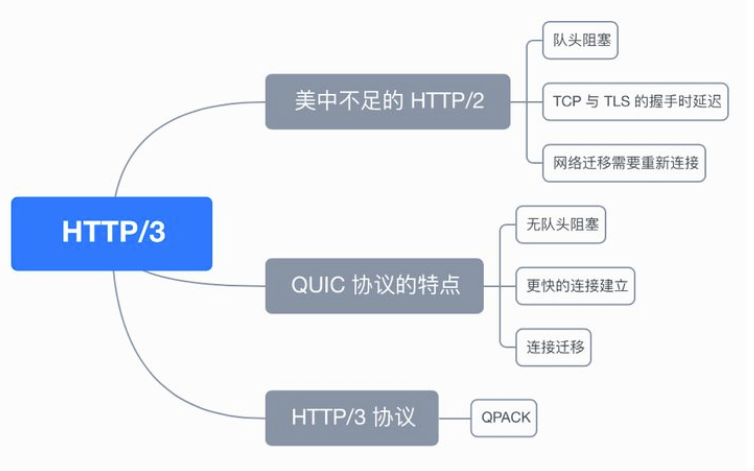 HTTP/3
美中不足的 HTTP/2
队头阻塞
TCP 与 TLS 的握手时延迟
网络迁移需要重新连接
QUIC 协议的特点
无队头阻塞
更快的连接建立
连接迁移
HTTP/3 协议
QPACK